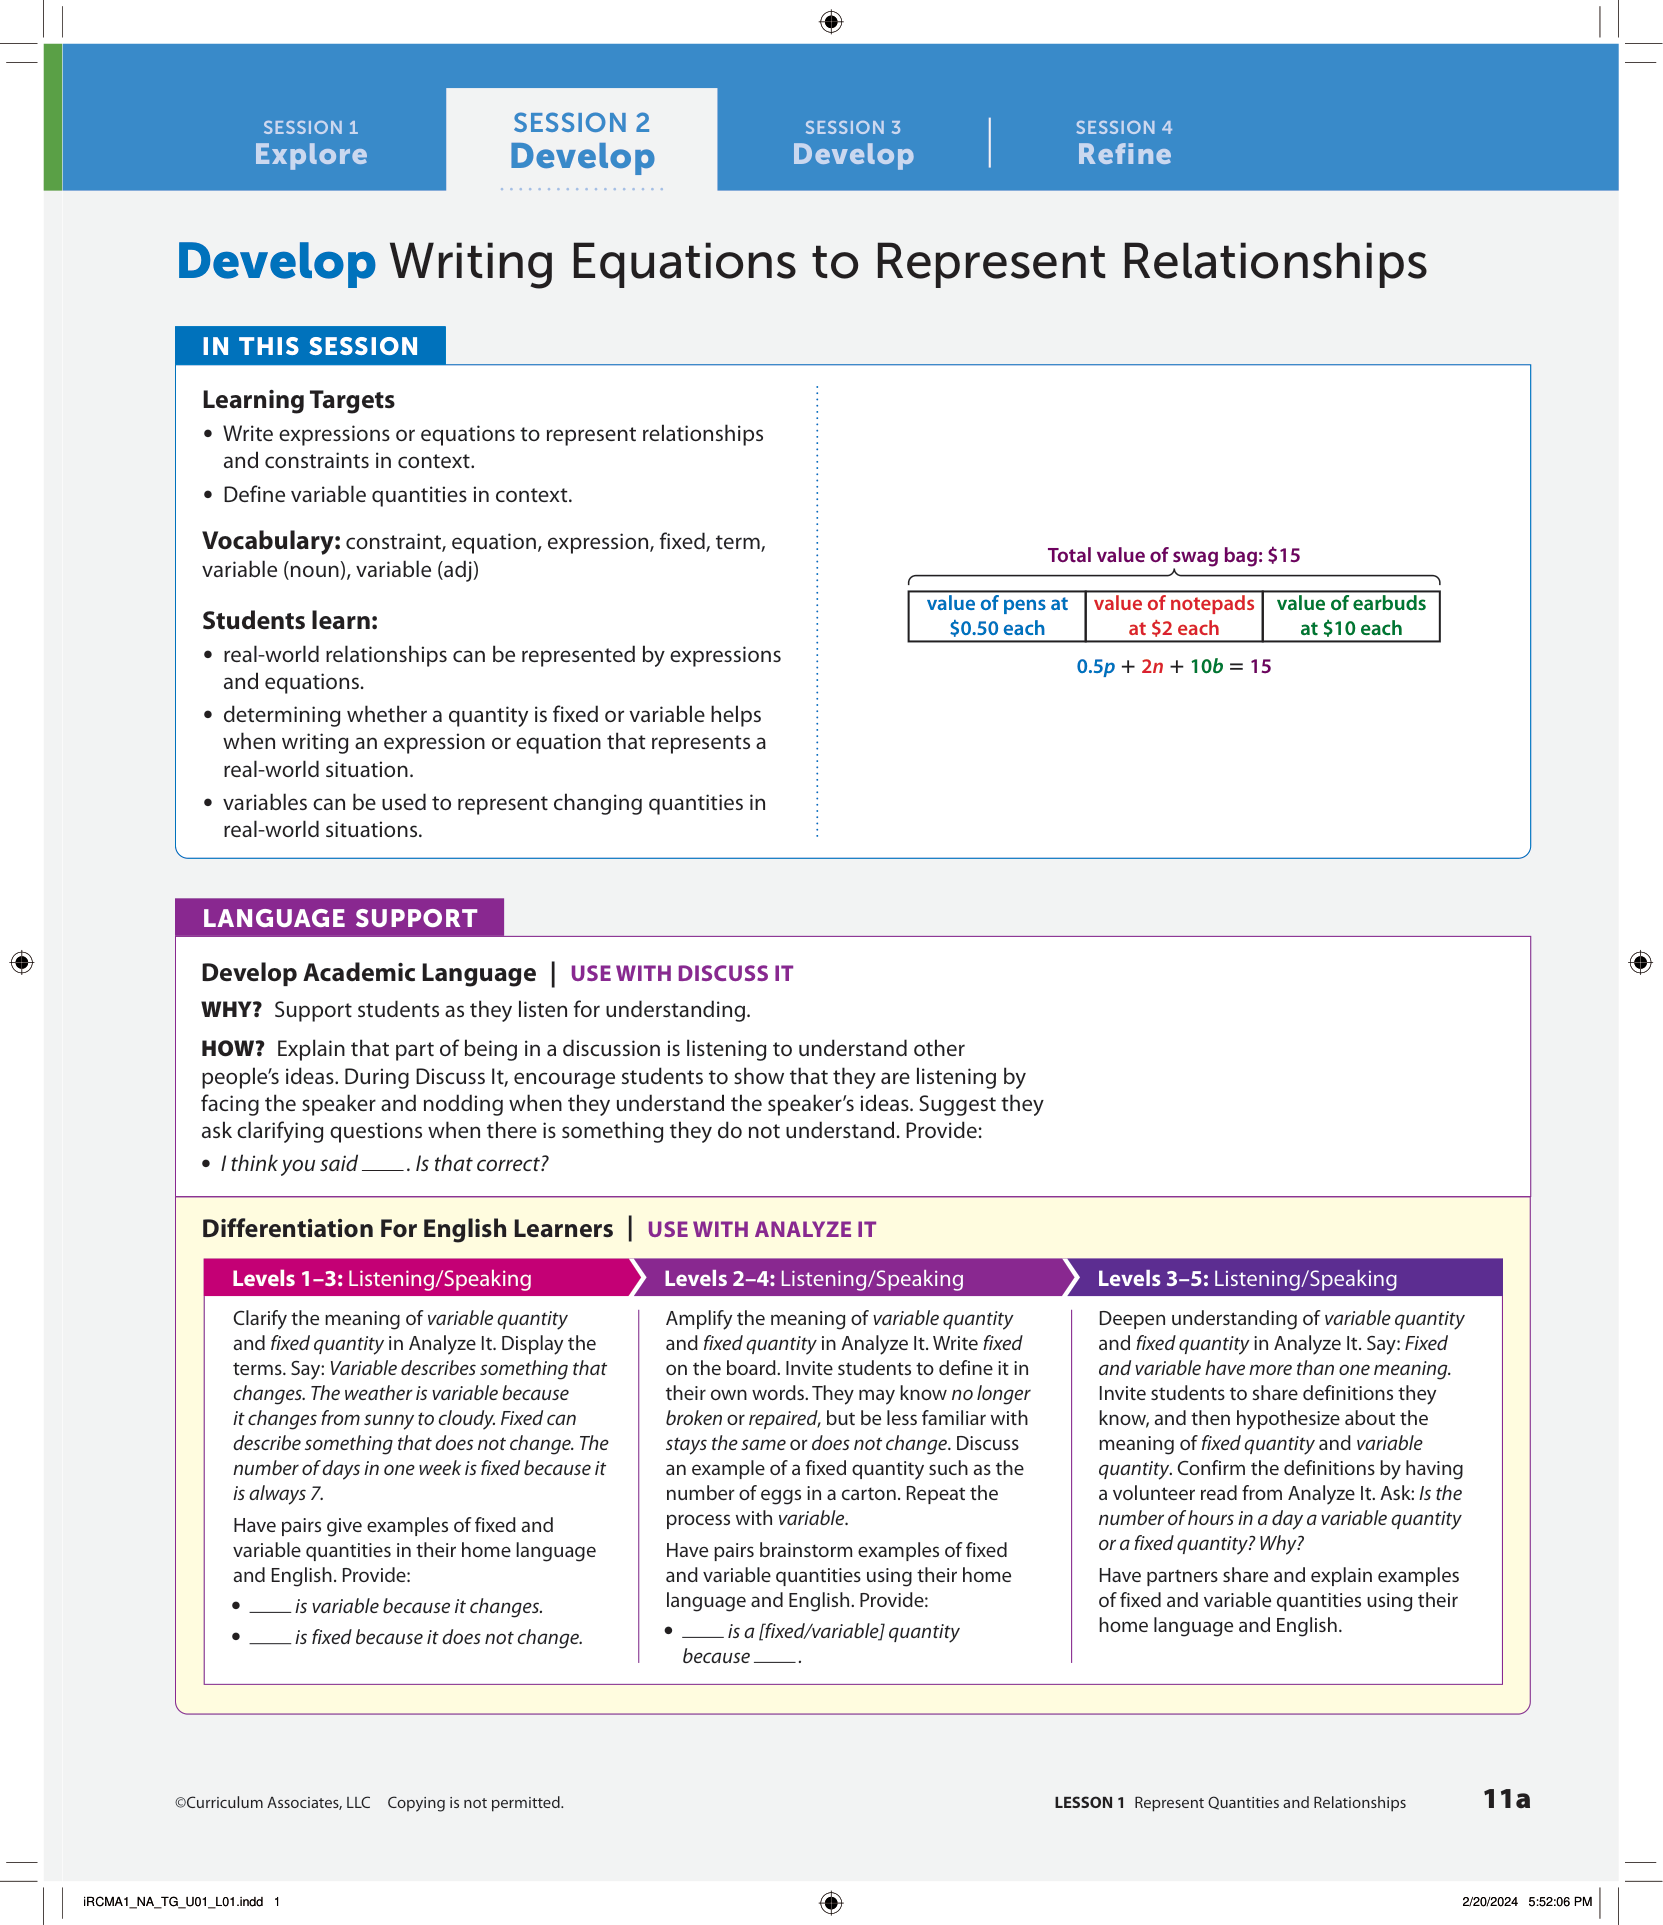 SESSION 1
Explore
SESSION 2
Develop
SESSION 3
Develop
SESSION 4
Refine
Develop Writing Equations to Represent Relationships
IN THIS SESSION
Learning Targets
• Write expressions or equations to represent relationships
and constraints in context.
• Define variable quantities in context.
Vocabulary: constraint, equation, expression, fixed, term,
variable (noun), variable (adj)
Students learn:
• real-world relationships can be represented by expressions
and equations.
• determining whether a quantity is fixed or variable helps
when writing an expression or equation that represents a
real-world situation.
• variables can be used to represent changing quantities in
real-world situations.
Total value of swag bag: $15
value of pens at
$0.50 each
value of notepads
at $2 each
value of earbuds
at $10 each
0.5p + 2n + 10b = 15
LANGUAGE SUPPORT
Develop Academic Language | USE WITH DISCUSS IT
WHY? Support students as they listen for understanding.
HOW? Explain that part of being in a discussion is listening to understand other
people's ideas. During Discuss It, encourage students to show that they are listening by
facing the speaker and nodding when they understand the speaker's ideas. Suggest they
ask clarifying questions when there is something they do not understand. Provide:
• I think you said ____. Is that correct?
Differentiation For English Learners | USE WITH ANALYZE IT
Levels 1–3: Listening/Speaking
Clarify the meaning of variable quantity
and fixed quantity in Analyze It. Display the
terms. Say: Variable describes something that
changes. The weather is variable because
it changes from sunny to cloudy. Fixed can
describe something that does not change. The
number of days in one week is fixed because it
is always 7.
Have pairs give examples of fixed and
variable quantities in their home language
and English. Provide:
• ____ is variable because it changes.
• ____ is fixed because it does not change.
Levels 2–4: Listening/Speaking
Amplify the meaning of variable quantity
and fixed quantity in Analyze It. Write fixed
on the board. Invite students to define it in
their own words. They may know no longer
broken or repaired, but be less familiar with
stays the same or does not change. Discuss
an example of a fixed quantity such as the
number of eggs in a carton. Repeat the
process with variable.
Have pairs brainstorm examples of fixed
and variable quantities using their home
language and English. Provide:
• ____ is a [fixed/variable] quantity
because ____.
Levels 3–5: Listening/Speaking
Deepen understanding of variable quantity
and fixed quantity in Analyze It. Say: Fixed
and variable have more than one meaning.
Invite students to share definitions they
know, and then hypothesize about the
meaning of fixed quantity and variable
quantity. Confirm the definitions by having
a volunteer read from Analyze It. Ask: Is the
number of hours in a day a variable quantity
or a fixed quantity? Why?
Have partners share and explain examples
of fixed and variable quantities using their
home language and English.
©Curriculum Associates, LLC Copying is not permitted.
LESSON 1 Represent Quantities and Relationships
11a
iRCMA1_NA_TG_U01_L01.indd 1
2/20/2024 5:52:06 PM